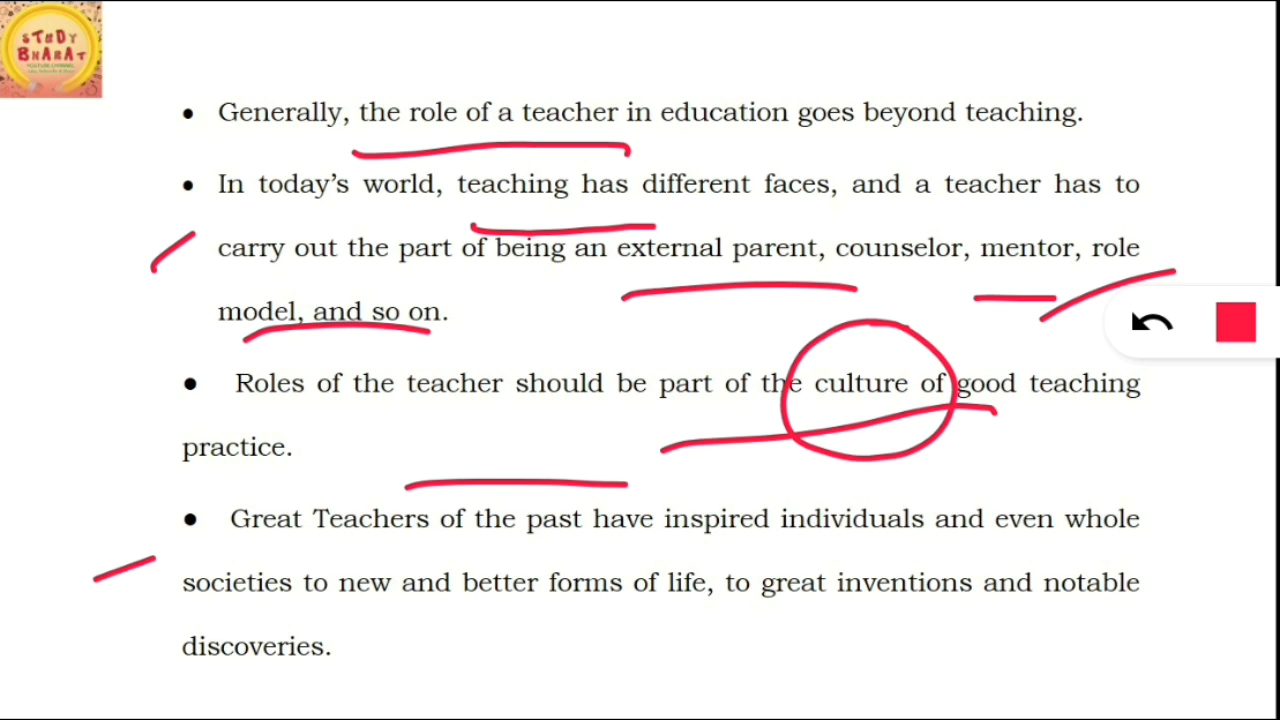 STUDY
BHARAT
YOUTUBE CHANNEL
• Generally, the role of a teacher in education goes beyond teaching.
• In today’s world, teaching has different faces, and a teacher has to
carry out the part of being an external parent, counselor, mentor, role
model, and so on.
• Roles of the teacher should be part of the culture of good teaching
practice.
• Great Teachers of the past have inspired individuals and even whole
societies to new and better forms of life, to great inventions and notable
discoveries.